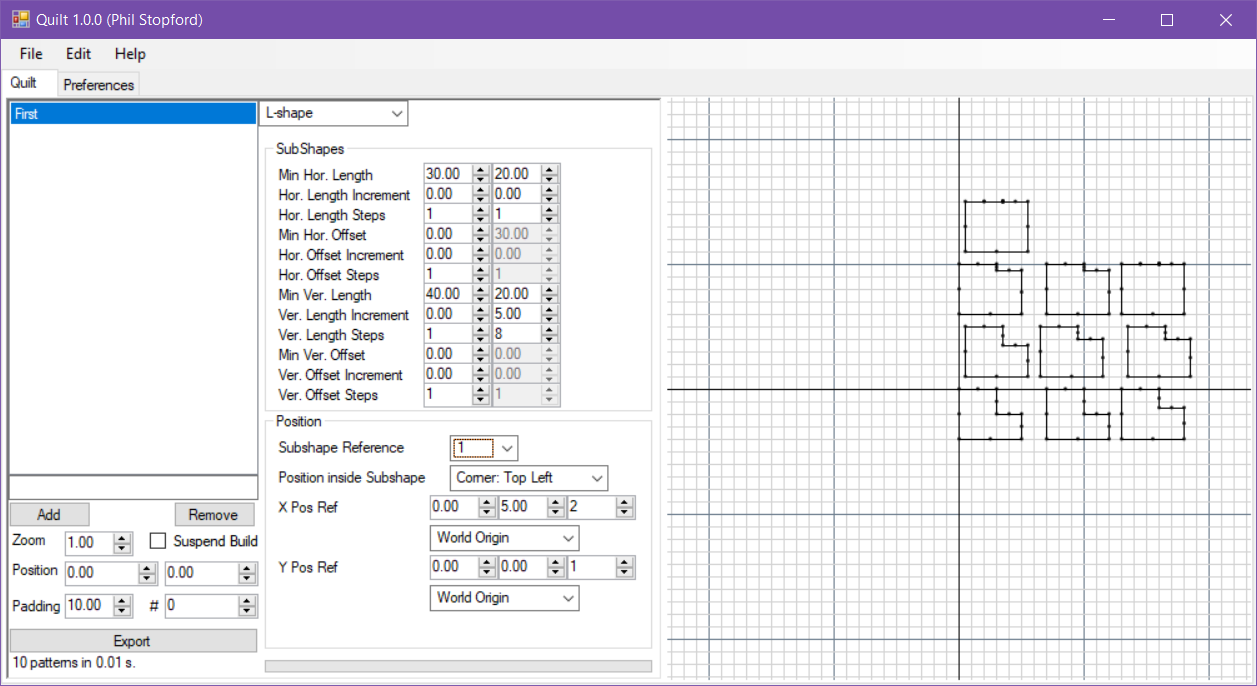 Quilt 1.0.0 (Phil Stopford)
File Edit Help
Quilt Preferences
First
L-shape
SubShapes
Min Hor. Length 30.00 20.00
Hor. Length Increment 0.00 0.00
Hor. Length Steps 1 1
Min Hor. Offset 0.00 30.00
Hor. Offset Increment 0.00 0.00
Hor. Offset Steps 1 1
Min Ver. Length 40.00 20.00
Ver. Length Increment 0.00 5.00
Ver. Length Steps 1 8
Min Ver. Offset 0.00 0.00
Ver. Offset Increment 0.00 0.00
Ver. Offset Steps 1 1
Position
Subshape Reference 1
Position inside Subshape Corner: Top Left
X Pos Ref 0.00 5.00 2
World Origin
Y Pos Ref 0.00 0.00 1
World Origin
Add Remove
Zoom 1.00 Suspend Build
Position 0.00 0.00
Padding 10.00 # 0
Export
10 patterns in 0.01 s.